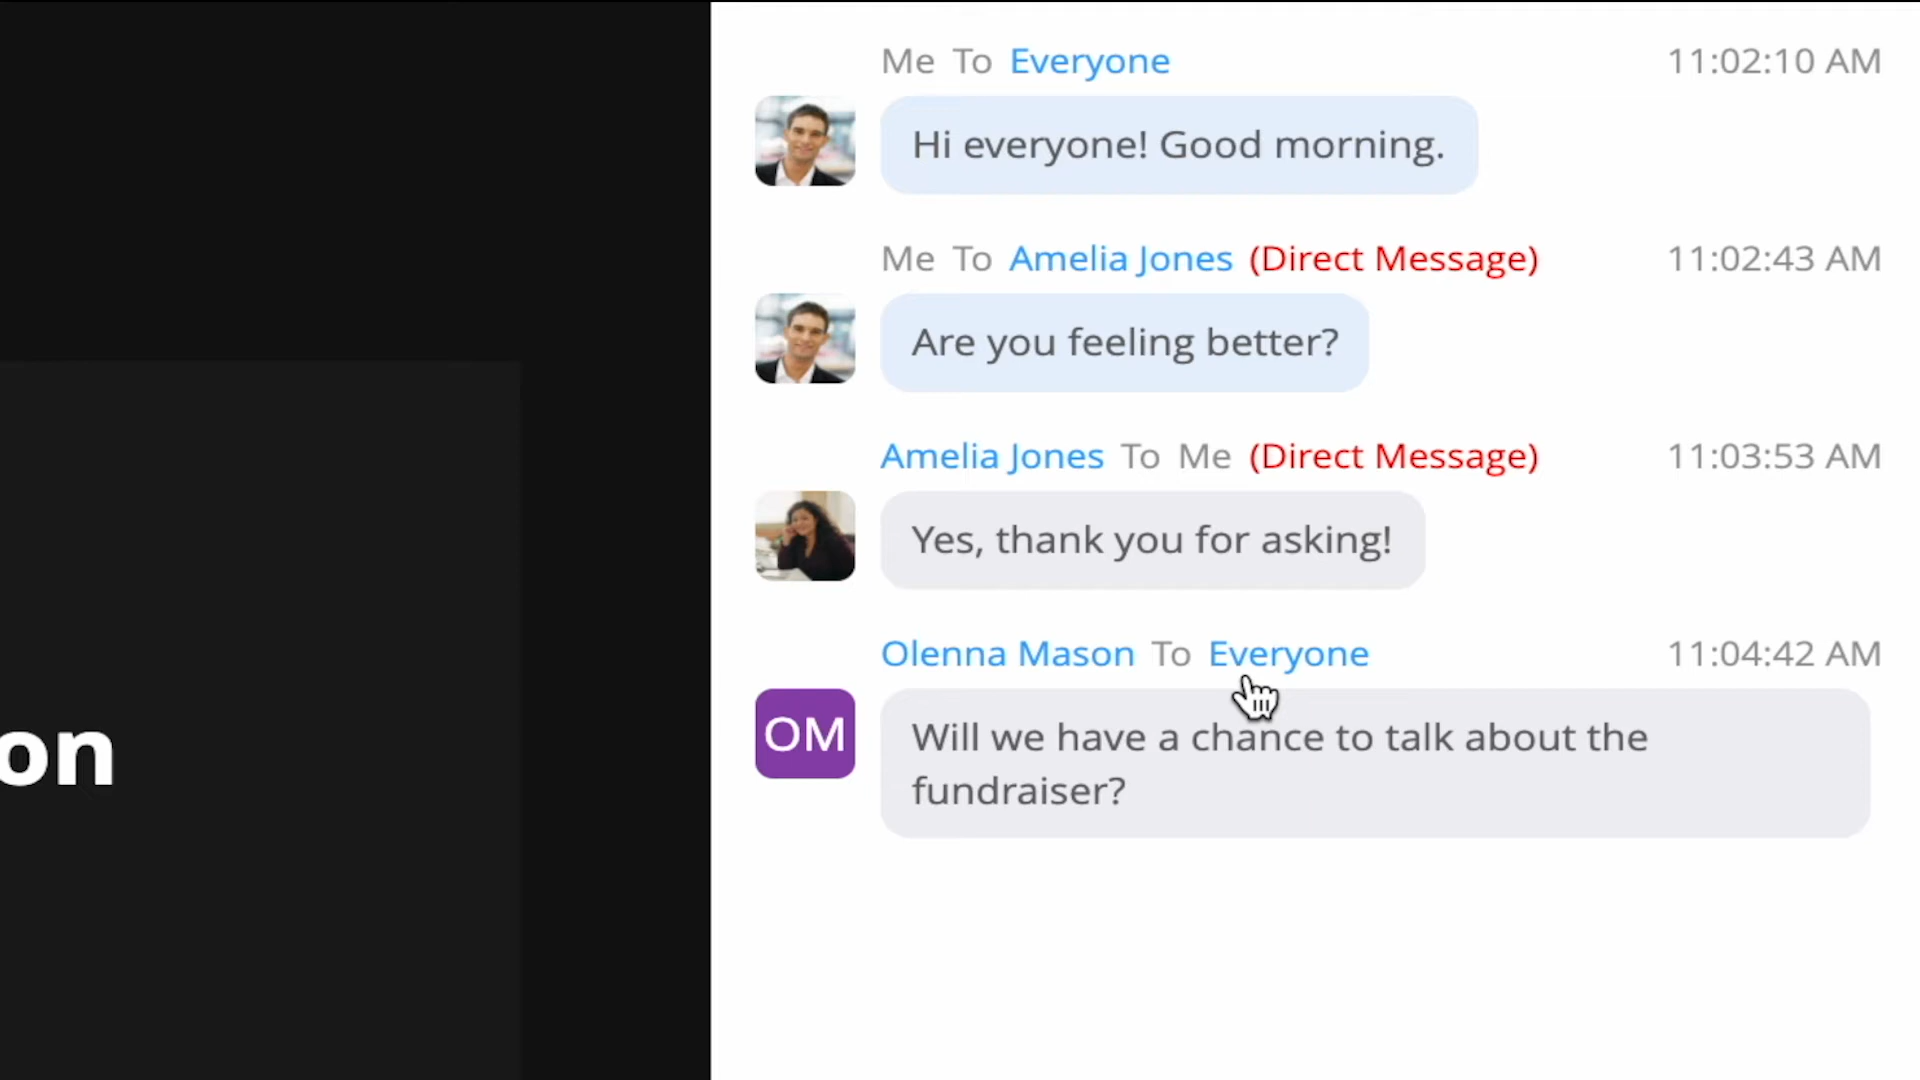 Me To Everyone 11:02:10 AM
Hi everyone! Good morning.
Me To Amelia Jones (Direct Message) 11:02:43 AM
Are you feeling better?
Amelia Jones To Me (Direct Message) 11:03:53 AM
Yes, thank you for asking!
Olenna Mason To Everyone 11:04:42 AM
OM
Will we have a chance to talk about the
fundraiser?
on